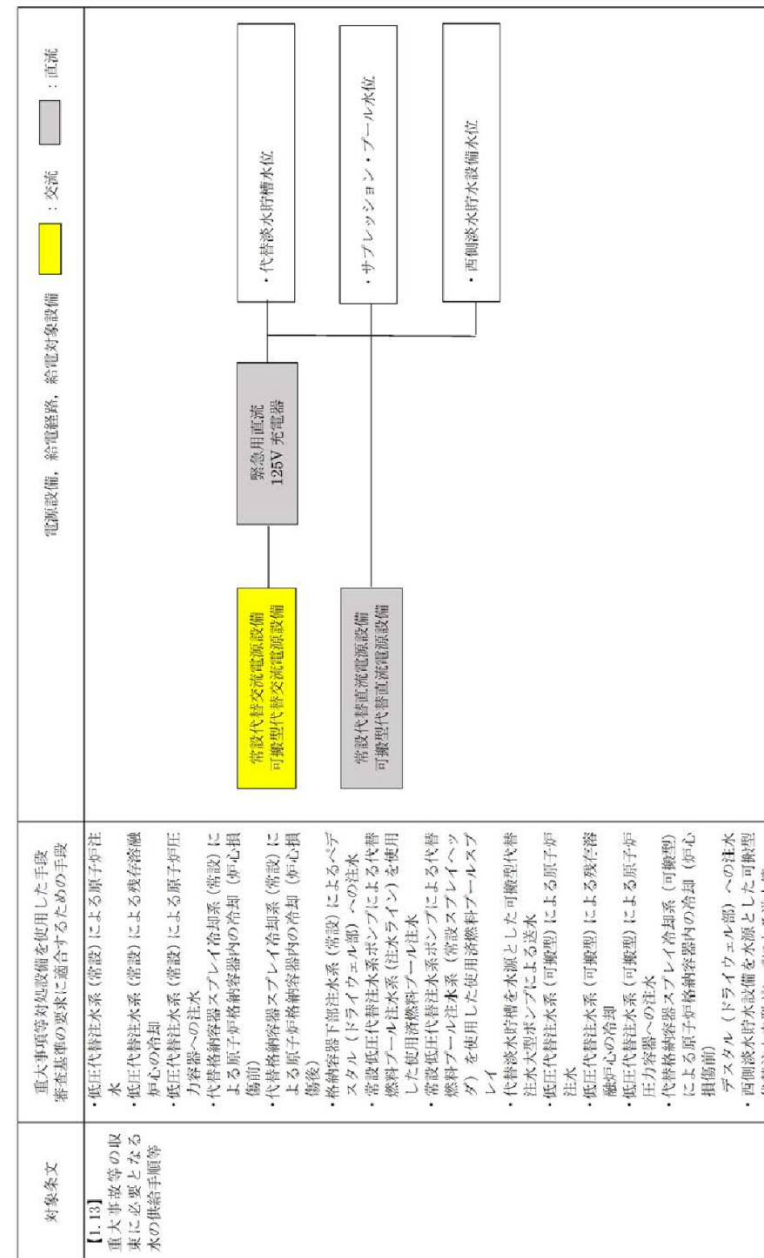 対象条文
重大事項等対処設備を使用した手段
審査基準の要求に適合するための手段
電源設備，給電経路，給電対象設備
：交流
：直流
【1.13】
重大事故等の収
束に必要となる
水の供給手順等
・低圧代替注水系（常設）による原子炉注
水
・低圧代替注水系（常設）による残存溶融
炉心の冷却
・低圧代替注水系（常設）による原子炉圧
力容器への注水
・代替格納容器スプレイ冷却系（常設）に
よる原子炉格納容器内の冷却（炉心損
傷前）
・代替格納容器スプレイ冷却系（常設）に
よる原子炉格納容器内の冷却（炉心損
傷後）
・格納容器下部注水系（常設）によるペデ
スタル（ドライウェル部）への注水
・常設低圧代替注水系ポンプによる代替
燃料プール注水系（注水ライン）を使用
した使用済燃料プール注水
・常設低圧代替注水系ポンプによる代替
燃料プール注水系（常設スプレイヘッ
ダ）を使用した使用済燃料プールスプ
レイ
・代替淡水貯槽を水源とした可搬型代替
注水大型ポンプによる送水
・低圧代替注水系（可搬型）による原子炉
注水
・低圧代替注水系（可搬型）による残存溶
融炉心の冷却
・低圧代替注水系（可搬型）による原子炉
圧力容器への注水
・代替格納容器スプレイ冷却系（可搬型）
による原子炉格納容器内の冷却（炉心
損傷前）
デスタル（ドライウェル部）への注水
・西側淡水貯水設備を水源とした可搬型
常設代替交流電源設備
可搬型代替交流電源設備
緊急用直流
125V 充電器
常設代替直流電源設備
可搬型代替直流電源設備
・代替淡水貯槽水位
・サプレッション・プール水位
・西側淡水貯水設備水位